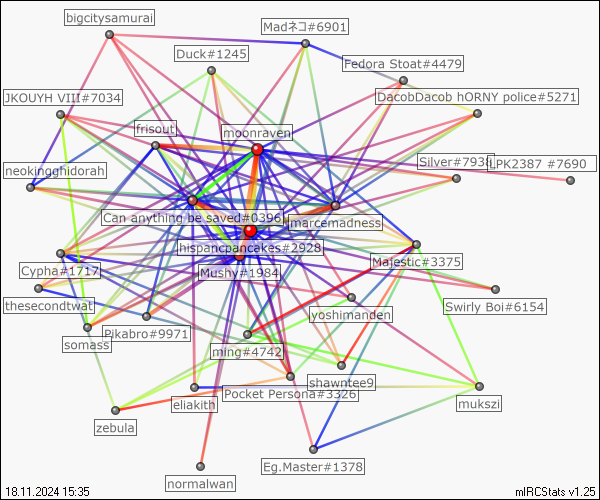 bigcitysamurai
Madネコ#6901
Duck#1245
Fedora Stoat#4479
JKOUYH VIII#7034
DacobDacob hORNY police#5271
frisout
moonraven
neokingghidorah
Silver#7938
LPK2387 #7690
Can anything be saved#0396
marcemadness
hispancpancakes#2928
Cypha#1717
Mushy#1984
Majestic#3375
thesecondtwat
yoshimanden
Swirly Boi#6154
somass
Pikabro#9971
ming#4742
shawntee9
Pocket Persona#3326
eliakith
mukszi
zebula
Eg.Master#1378
normalwan
18.11.2024 15:35
mIRCStats v1.25